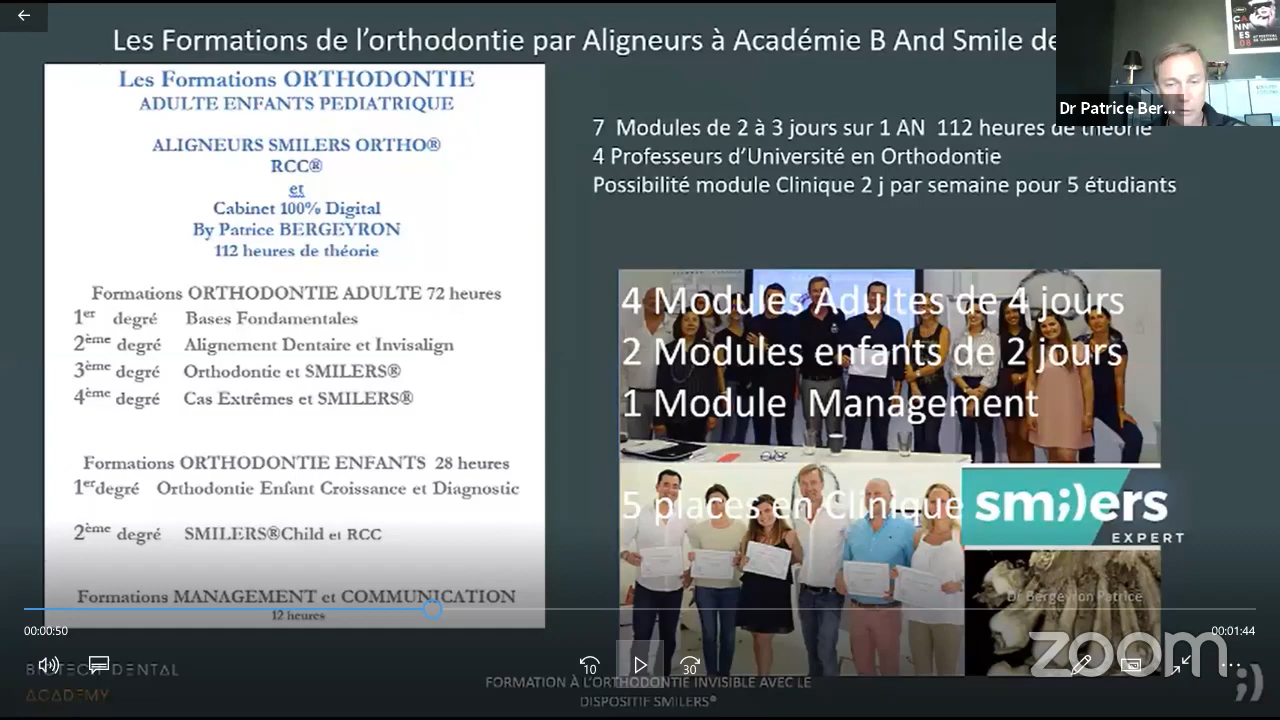 Les Formations de l'orthodontie par Aligneurs à Académie B And Smile de
Dr Patrice Ber...
CA
NN
ES
Les Formations ORTHODONTIE
ADULTE ENFANTS PEDIATRIQUE
ALIGNEURS SMILERS ORTHO®
RCC®
et
Cabinet 100% Digital
By Patrice BERGEYRON
112 heures de théorie
Formations ORTHODONTIE ADULTE 72 heures
1er degré Bases Fondamentales
2ème degré Alignement Dentaire et Invisalign
3ème degré Orthodontie et SMILERS®
4ème degré Cas Extrêmes et SMILERS®
Formations ORTHODONTIE ENFANTS 28 heures
1erdegré Orthodontie Enfant Croissance et Diagnostic
2ème degré SMILERS®Child et RCC
Formations MANAGEMENT et COMMUNICATION
12 heures
7 Modules de 2 à 3 jours sur 1 AN 112 heures de théorie
4 Professeurs d'Université en Orthodontie
Possibilité module Clinique 2 j par semaine pour 5 étudiants
4 Modules Adultes de 4 jours
2 Modules enfants de 2 jours
1 Module Management
5 places en Clinique
sm;)ers
EXPERT
Dr Bergeyron Patrice
00:00:50
00:01:44
10
30
zoom
BIOTECH DENTAL
ACADEMY
FORMATION À L'ORTHODONTIE INVISIBLE AVEC LE
DISPOSITIF SMILERS®
;)